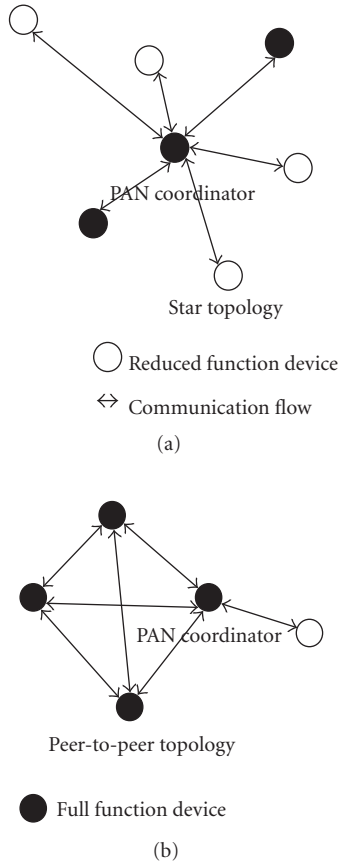 PAN coordinator
Star topology
Reduced function device
Communication flow
(a)
PAN coordinator
Peer-to-peer topology
Full function device
(b)